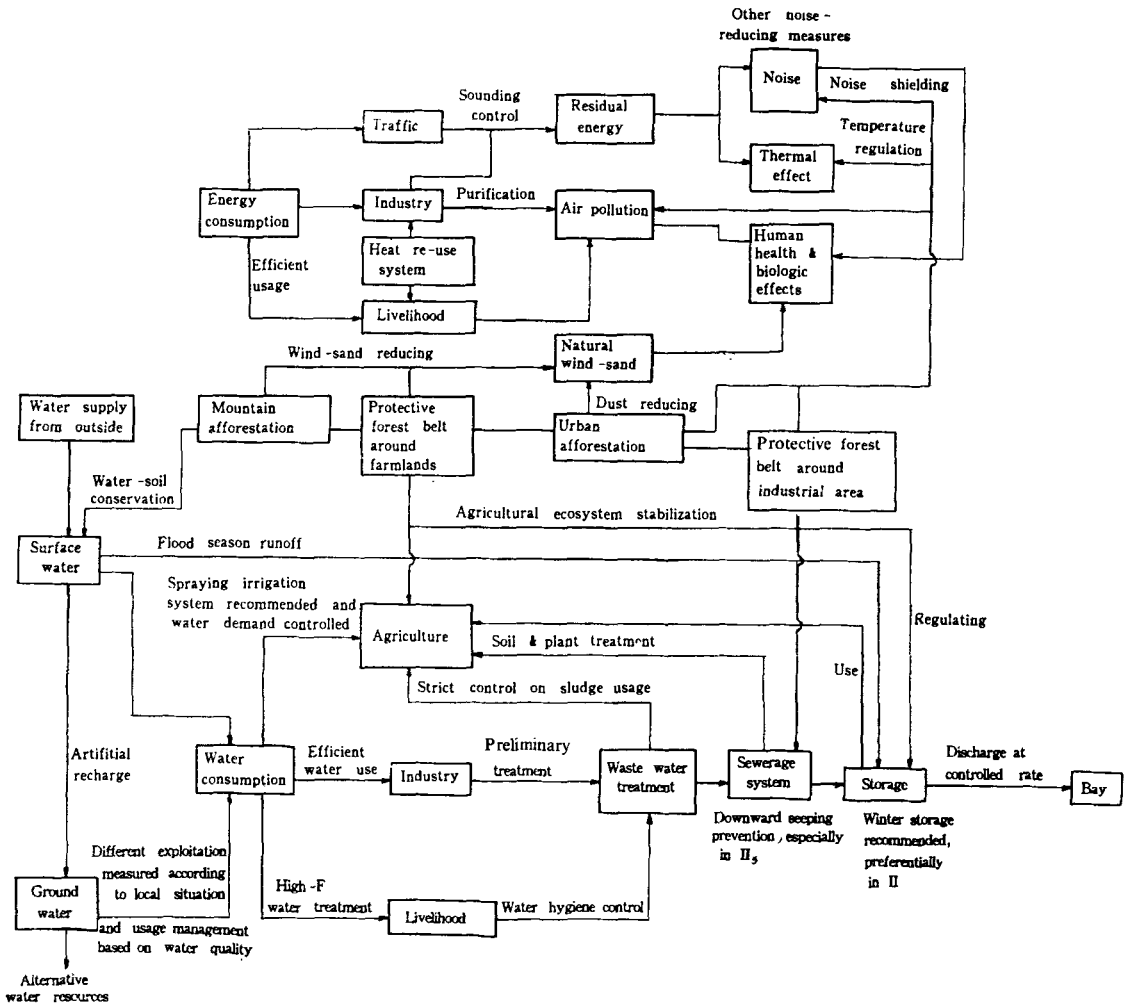 Other noise-
reducing measures
Noise
Noise shielding
Sounding
control
Residual
energy
Traffic
Temperature
regulation
Thermal
effect
Energy
consumption
Industry
Purification
Air pollution
Human
health &
biologic
effects
Heat re-use
system
Efficient
usage
Livelihood
Wind-sand reducing
Natural
wind-sand
Dust reducing
Water supply
from outside
Mountain
afforestation
Protective
forest belt
around
farmlands
Urban
afforestation
Protective forest
belt around
industrial area
Water-soil
conservation
Agricultural ecosystem stabilization
Surface
water
Flood season runoff
Spraying irrigation
system recommended and
water demand controlled
Agriculture
Soil & plant treatment
Regulating
Use
Strict control on sludge usage
Artifitial
recharge
Water
consumption
Efficient
water use
Industry
Preliminary
treatment
Waste water
treatment
Sewerage
system
Storage
Discharge at
controlled rate
Bay
Downward seeping
prevention, especially
in II₅
Winter storage
recommended,
preferentially
in II
Different exploitation
measured according
to local situation
Ground
water
and usage management
based on water quality
High-F
water treatment
Livelihood
Water hygiene control
Alternative
water resources